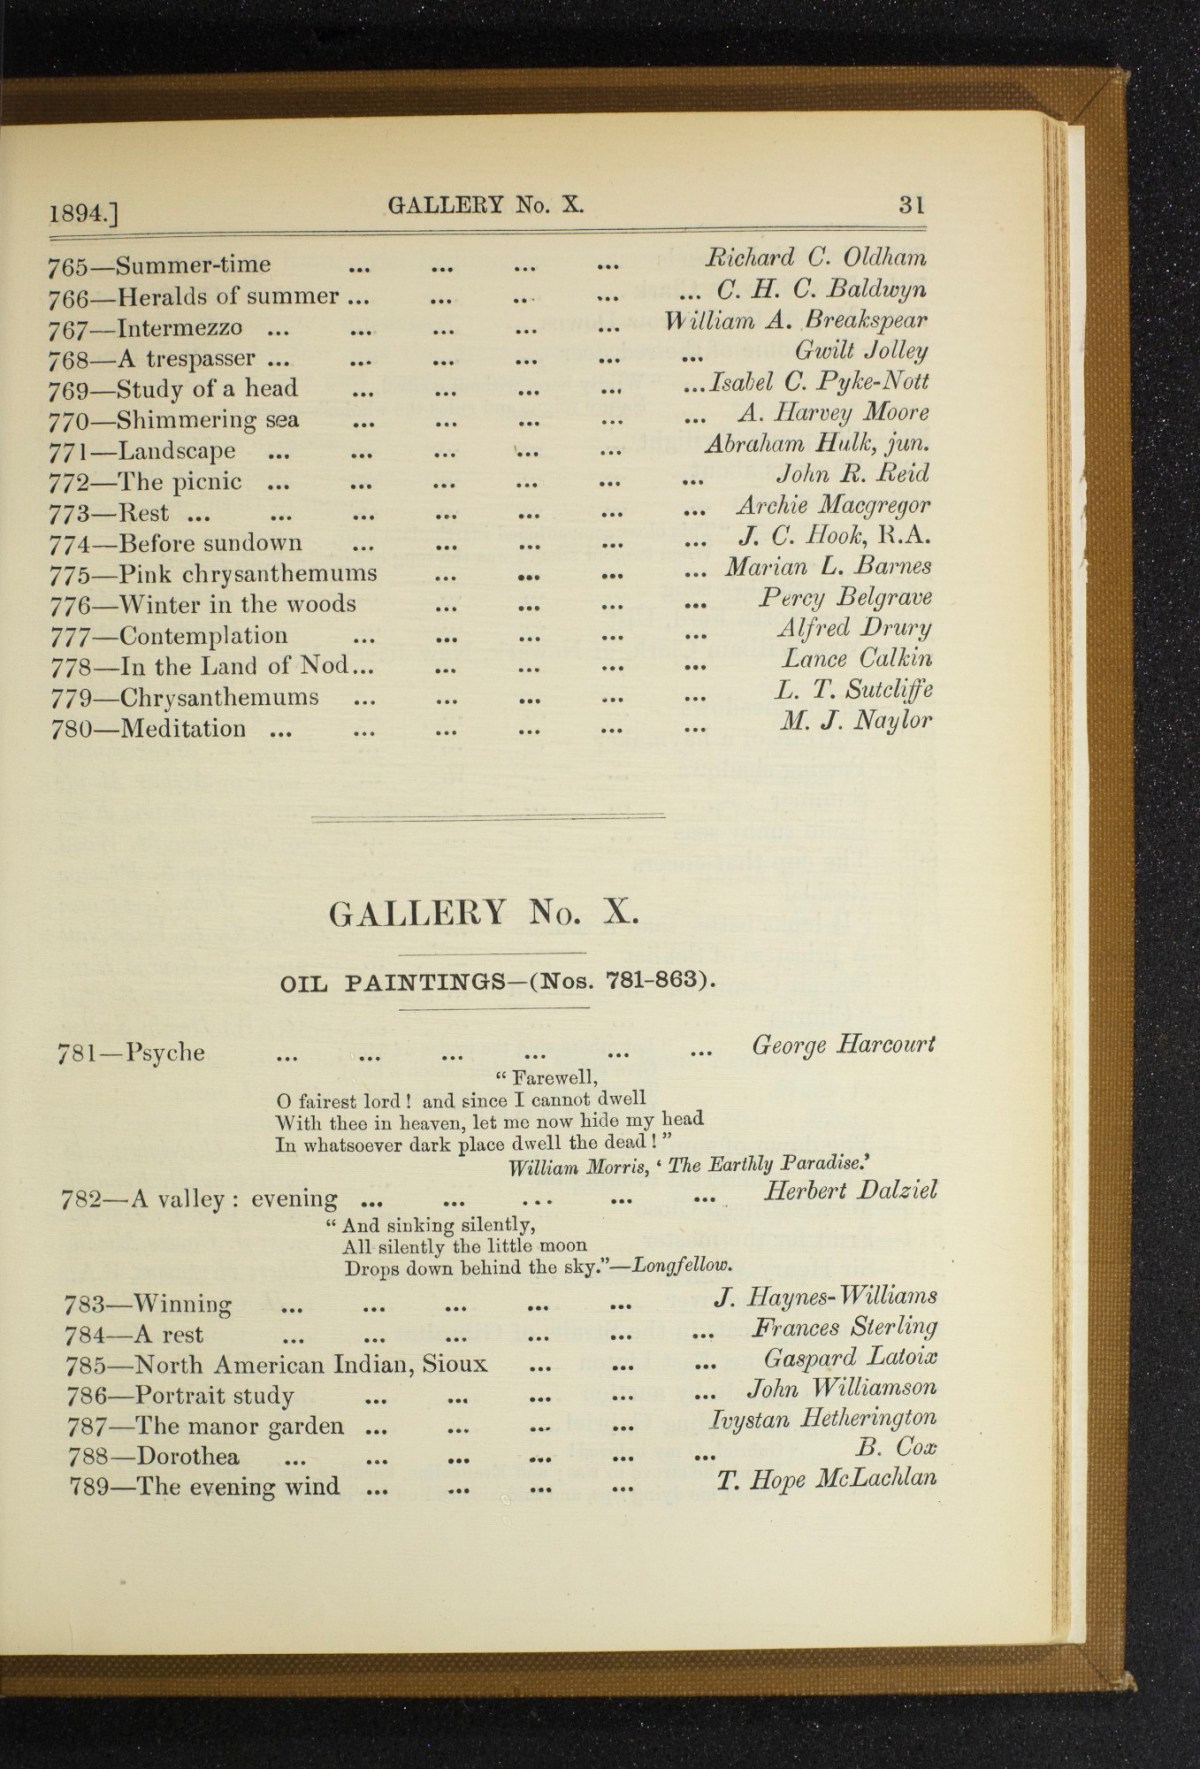 1894.] GALLERY No. X. 31
765—Summer-time ... ... ... ... Richard C. Oldham
766—Heralds of summer ... ... ... ... ... C. H. C. Baldwyn
767—Intermezzo ... ... ... ... ... William A. Breakspear
768—A trespasser ... ... ... ... ... ... Gwilt Jolley
769—Study of a head ... ... ... ... ... Isabel C. Pyke-Nott
770—Shimmering sea ... ... ... ... ... A. Harvey Moore
771—Landscape ... ... ... ... ... Abraham Hulk, jun.
772—The picnic ... ... ... ... ... ... John R. Reid
773—Rest ... ... ... ... ... ... ... Archie Macgregor
774—Before sundown ... ... ... ... ... J. C. Hook, R.A.
775—Pink chrysanthemums ... ... ... ... Marian L. Barnes
776—Winter in the woods ... ... ... ... Percy Belgrave
777—Contemplation ... ... ... ... ... Alfred Drury
778—In the Land of Nod... ... ... ... ... Lance Calkin
779—Chrysanthemums ... ... ... ... ... L. T. Sutcliffe
780—Meditation ... ... ... ... ... ... M. J. Naylor
GALLERY No. X.
OIL PAINTINGS—(Nos. 781-863).
781—Psyche ... ... ... ... ... ... George Harcourt
“ Farewell,
O fairest lord ! and since I cannot dwell
With thee in heaven, let me now hide my head
In whatsoever dark place dwell the dead ! ”
William Morris, ‘ The Earthly Paradise.’
782—A valley : evening ... ... ... ... ... Herbert Dalziel
“ And sinking silently,
All silently the little moon
Drops down behind the sky.”—Longfellow.
783—Winning ... ... ... ... ... J. Haynes-Williams
784—A rest ... ... ... ... ... ... Frances Sterling
785—North American Indian, Sioux ... ... ... Gaspard Latoix
786—Portrait study ... ... ... ... ... John Williamson
787—The manor garden ... ... ... ... Ivystan Hetherington
788—Dorothea ... ... ... ... ... ... B. Cox
789—The evening wind ... ... ... ... T. Hope McLachlan